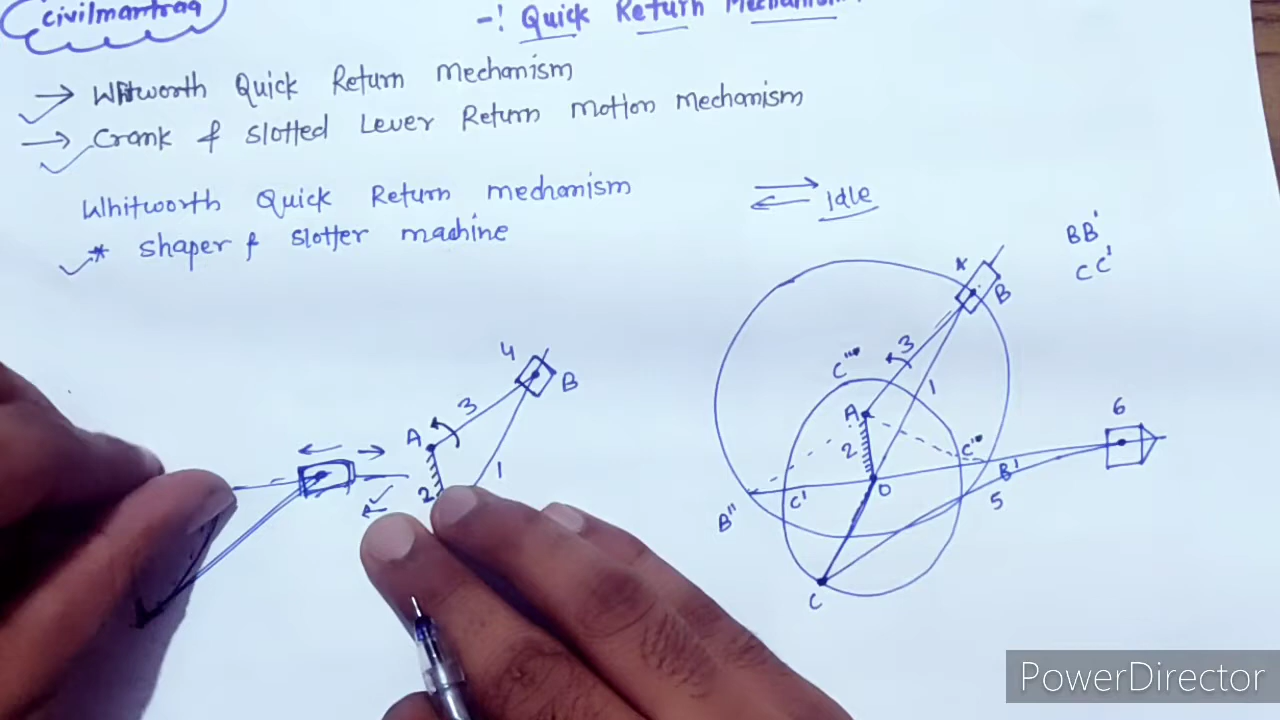 civilmantraa
-! Quick Return Mechanism.
→ Whitworth Quick Return Mechanism
→ Crank & Slotted Lever Return Motion Mechanism
Whitworth Quick Return mechanism
Idle
* shaper & slotter machine
BB'
CC'
4
B
3
A
1
2
B
3
C'''
1
A
2
C''
6
B'
O
C'
B"
5
C
PowerDirector